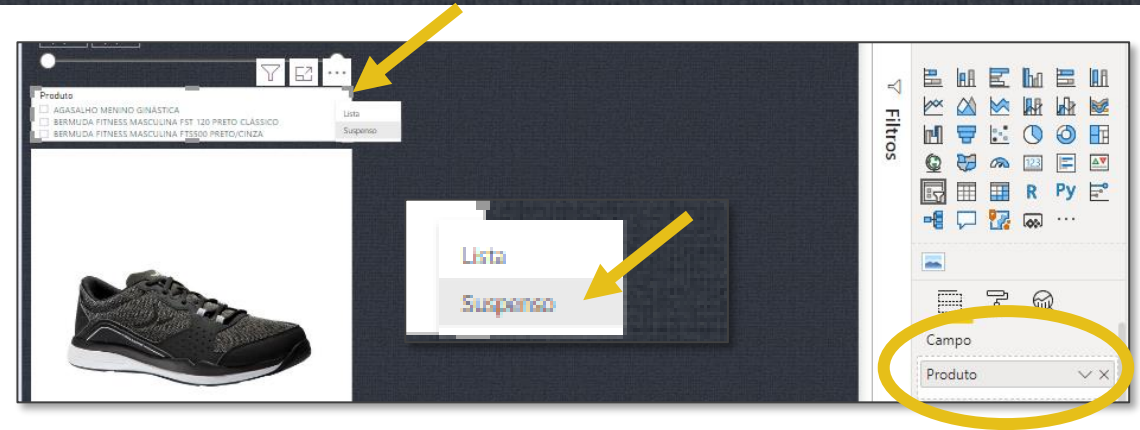 Produto
AGASALHO MENINO GINÁSTICA
BERMUDA FITNESS MASCULINA FST 120 PRETO CLÁSSICO
BERMUDA FITNESS MASCULINA FTS500 PRETO/CINZA
Lista
Suspenso
Lista
Suspenso
Filtros
123
R
Py
Campo
Produto